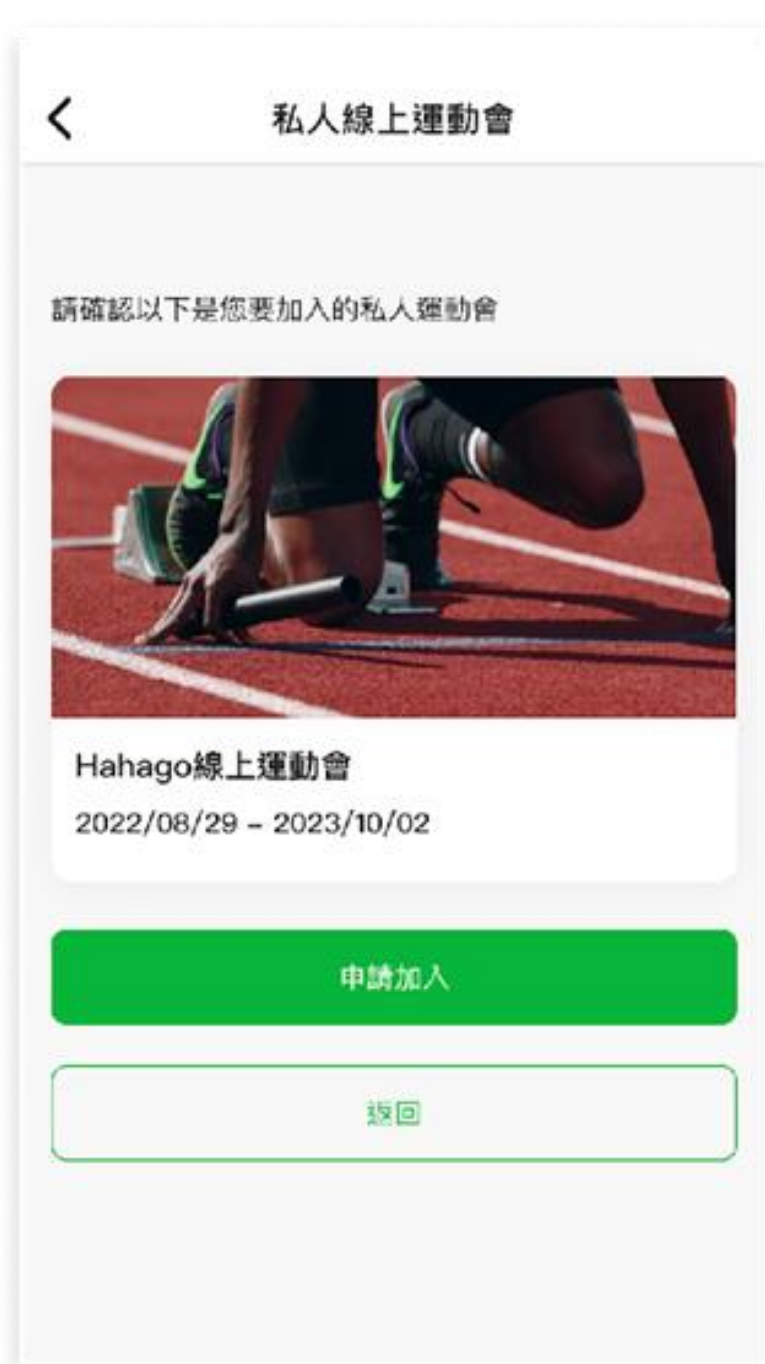 私人線上運動會
請確認以下是您要加入的私人運動會
Hahago線上運動會
2022/08/29 – 2023/10/02
申請加入
返回